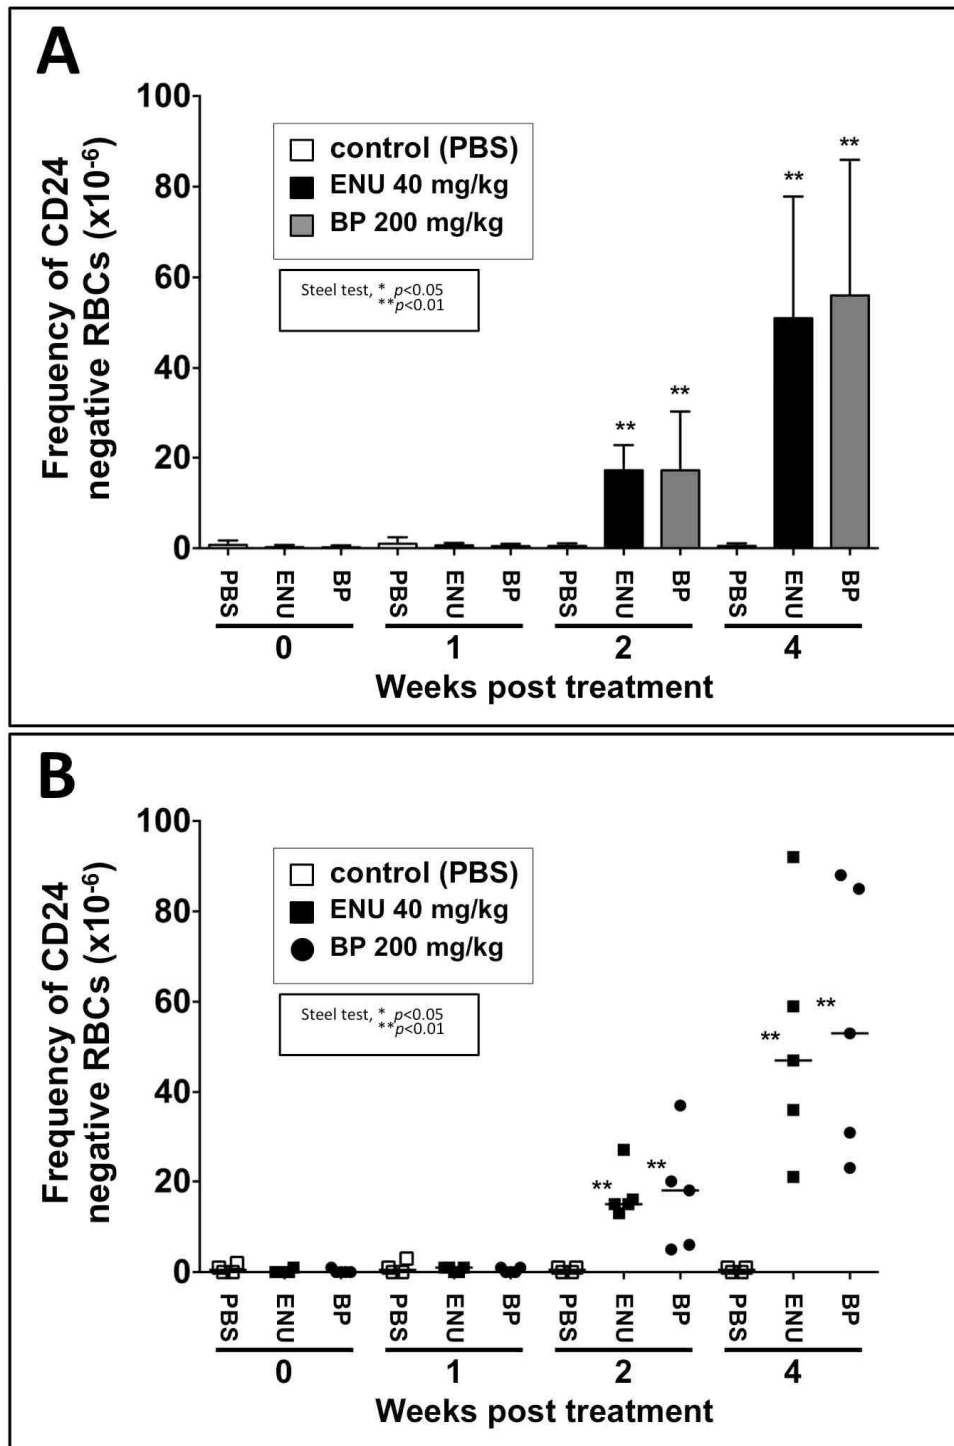 A
Frequency of CD24
negative RBCs (x10-6)
100
80
60
40
20
0
control (PBS)
ENU 40 mg/kg
BP 200 mg/kg
Steel test, * p<0.05
**p<0.01
**
**
**
**
PBS ENU BP PBS ENU BP PBS ENU BP PBS ENU BP
0 1 2 4
Weeks post treatment
B
Frequency of CD24
negative RBCs (x10-6)
100
80
60
40
20
0
control (PBS)
ENU 40 mg/kg
BP 200 mg/kg
Steel test, * p<0.05
**p<0.01
**
**
**
**
PBS ENU BP PBS ENU BP PBS ENU BP PBS ENU BP
0 1 2 4
Weeks post treatment